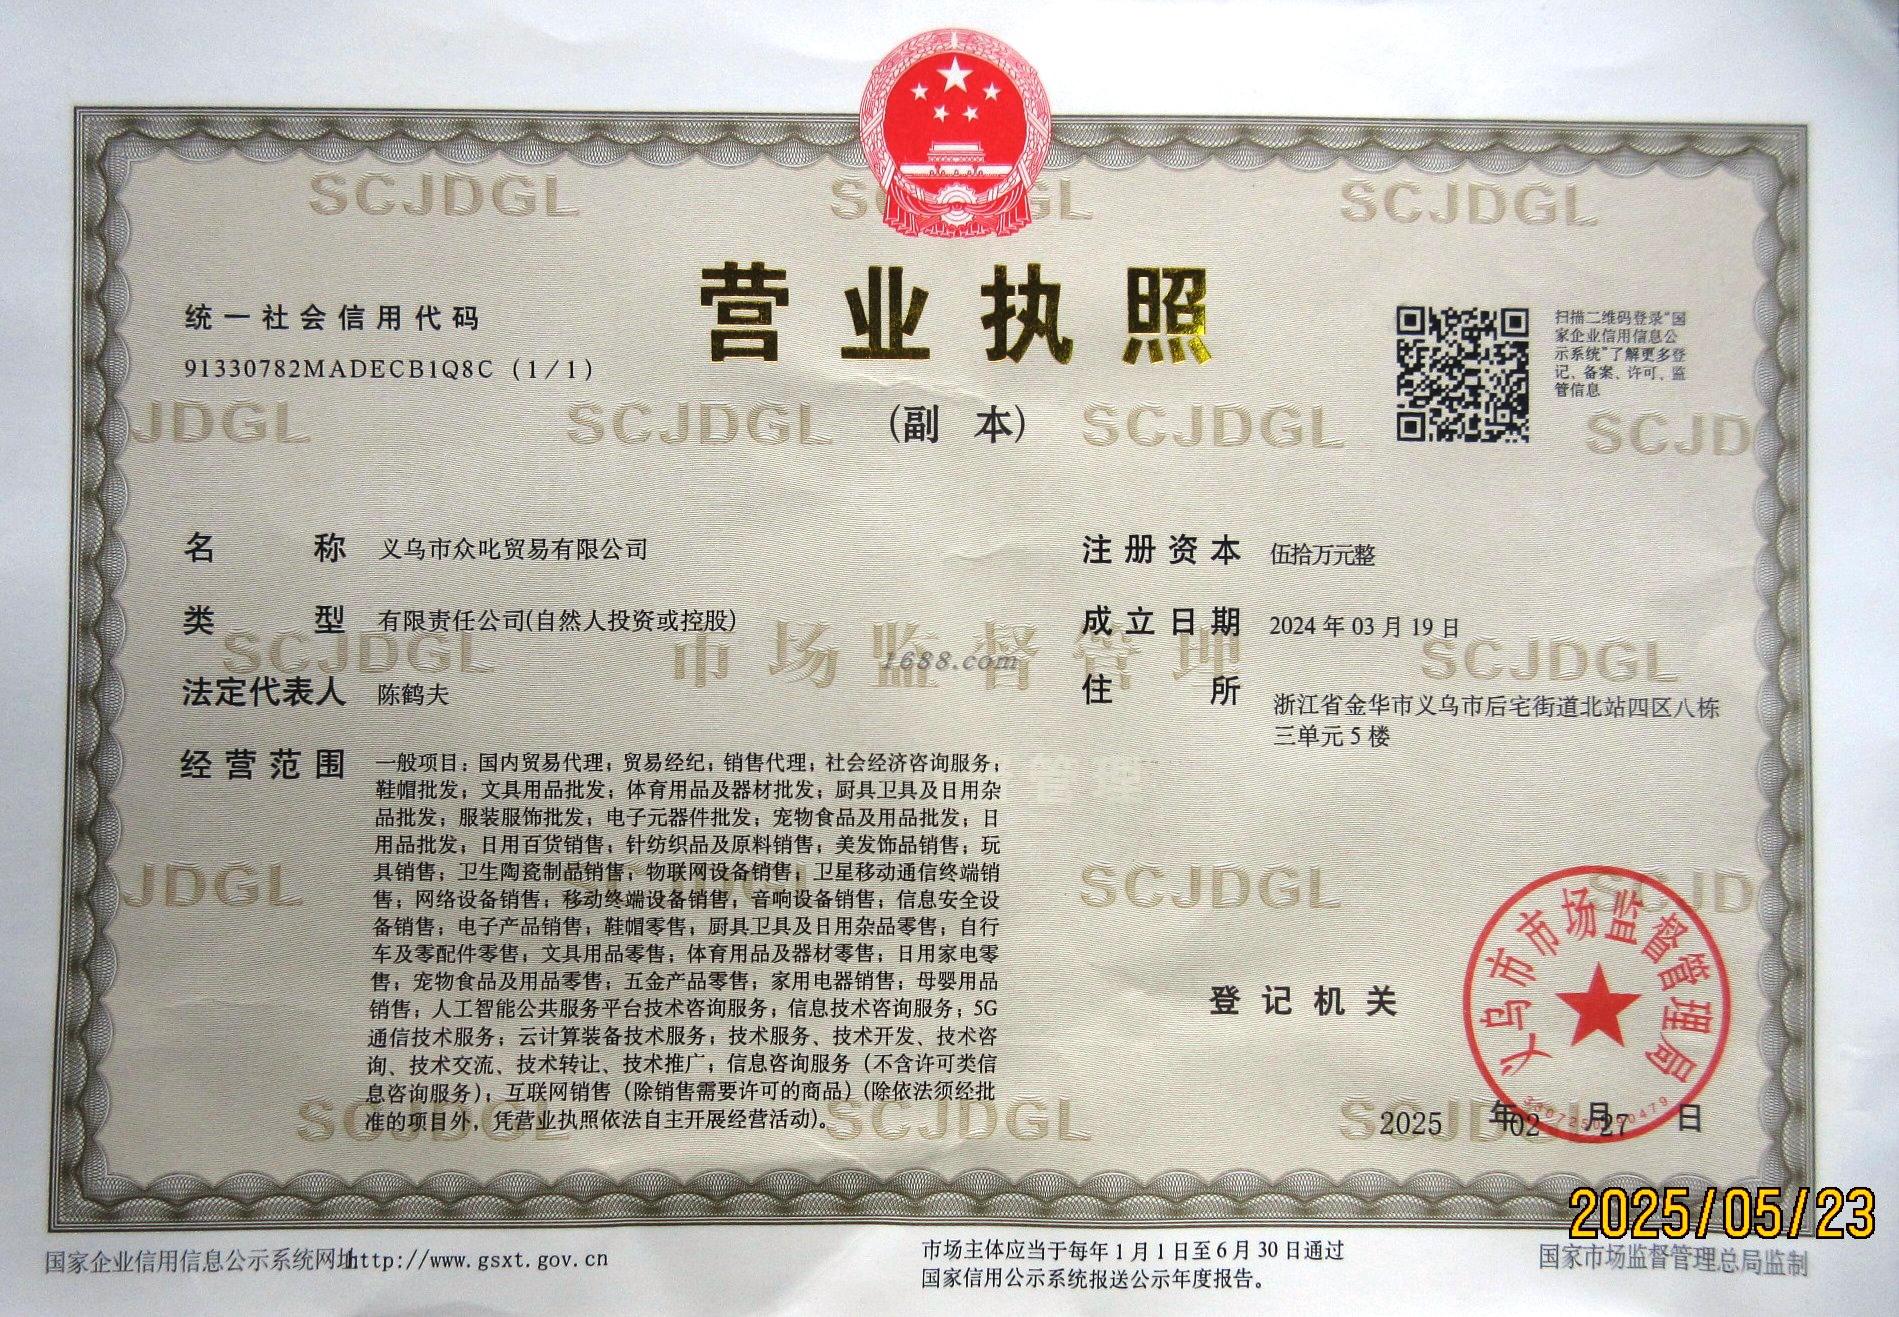 营业执照
(副 本)
统一社会信用代码
91330782MADECB1Q8C (1/1)
扫描二维码登录“国
家企业信用信息公
示系统”了解更多登
记、备案、许可、监
管信息
名 称 义乌市众叱贸易有限公司
类 型 有限责任公司(自然人投资或控股)
法定代表人 陈鹤夫
经营范围 一般项目：国内贸易代理；贸易经纪；销售代理；社会经济咨询服务；
鞋帽批发；文具用品批发；体育用品及器材批发；厨具卫具及日用杂
品批发；服装服饰批发；电子元器件批发；宠物食品及用品批发；日
用品批发；日用百货销售；针纺织品及原料销售；美发饰品销售；玩
具销售；卫生陶瓷制品销售；物联网设备销售；卫星移动通信终端销
售；网络设备销售；移动终端设备销售；音响设备销售；信息安全设
备销售；电子产品销售；鞋帽零售；厨具卫具及日用杂品零售；自行
车及零配件零售；文具用品零售；体育用品及器材零售；日用家电零
售；宠物食品及用品零售；五金产品零售；家用电器销售；母婴用品
销售；人工智能公共服务平台技术咨询服务；信息技术咨询服务；5G
通信技术服务；云计算装备技术服务；技术服务、技术开发、技术咨
询、技术交流、技术转让、技术推广；信息咨询服务（不含许可类信
息咨询服务）；互联网销售（除销售需要许可的商品）（除依法须经批
准的项目外，凭营业执照依法自主开展经营活动）。
注册资本 伍拾万元整
成立日期 2024 年 03 月 19 日
住 所 浙江省金华市义乌市后宅街道北站四区八栋
三单元 5 楼
SCJDGL
市场监督管理
1688.com
登记机关
义乌市市场监督管理局
2025 年 02 月 27 日
2025/05/23
国家企业信用信息公示系统网址http://www.gsxt.gov.cn
市场主体应当于每年 1 月 1 日至 6 月 30 日通过
国家信用公示系统报送公示年度报告。
国家市场监督管理总局监制